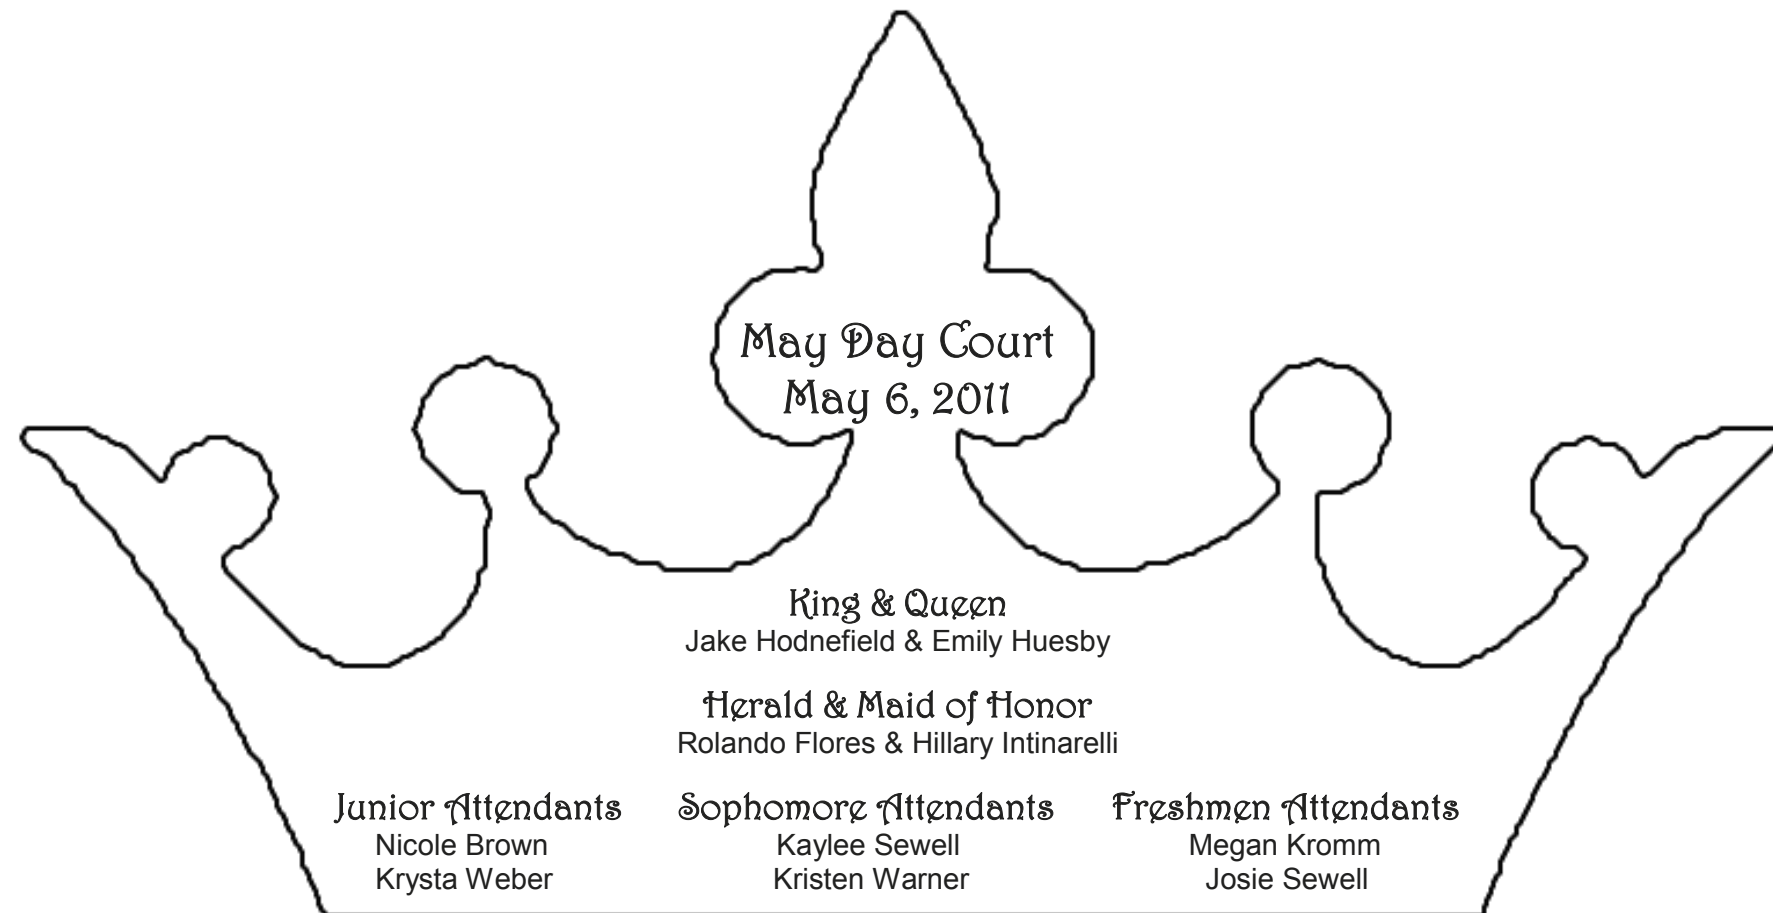 May Day Court
May 6, 2011
King & Queen
Jake Hodnefield & Emily Huesby
Herald & Maid of Honor
Rolando Flores & Hillary Intinarelli
Junior Attendants
Nicole Brown
Krysta Weber
Sophomore Attendants
Kaylee Sewell
Kristen Warner
Freshmen Attendants
Megan Kromm
Josie Sewell